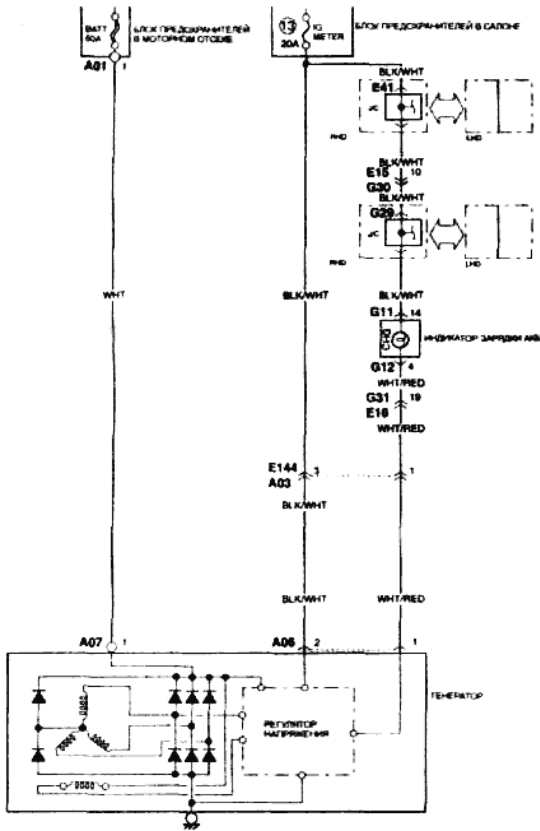 BATT
60A
БЛОК ПРЕДОХРАНИТЕЛЕЙ
В МОТОРНОМ ОТСЕКЕ
A01
1
13
IG
METER
20A
БЛОК ПРЕДОХРАНИТЕЛЕЙ В САЛОНЕ
BLK/WHT
E41
J/C
RHD
LHD
BLK/WHT
E15
10
G30
BLK/WHT
G29
J/C
RHD
LHD
WHT
BLK/WHT
BLK/WHT
G11
14
CHG
ИНДИКАТОР ЗАРЯДКИ АКБ
G12
4
WHT/RED
G31
19
E16
WHT/RED
E144
3
1
A03
BLK/WHT
BLK/WHT
WHT/RED
A07
1
A06
2
1
ГЕНЕРАТОР
РЕГУЛЯТОР
НАПРЯЖЕНИЯ